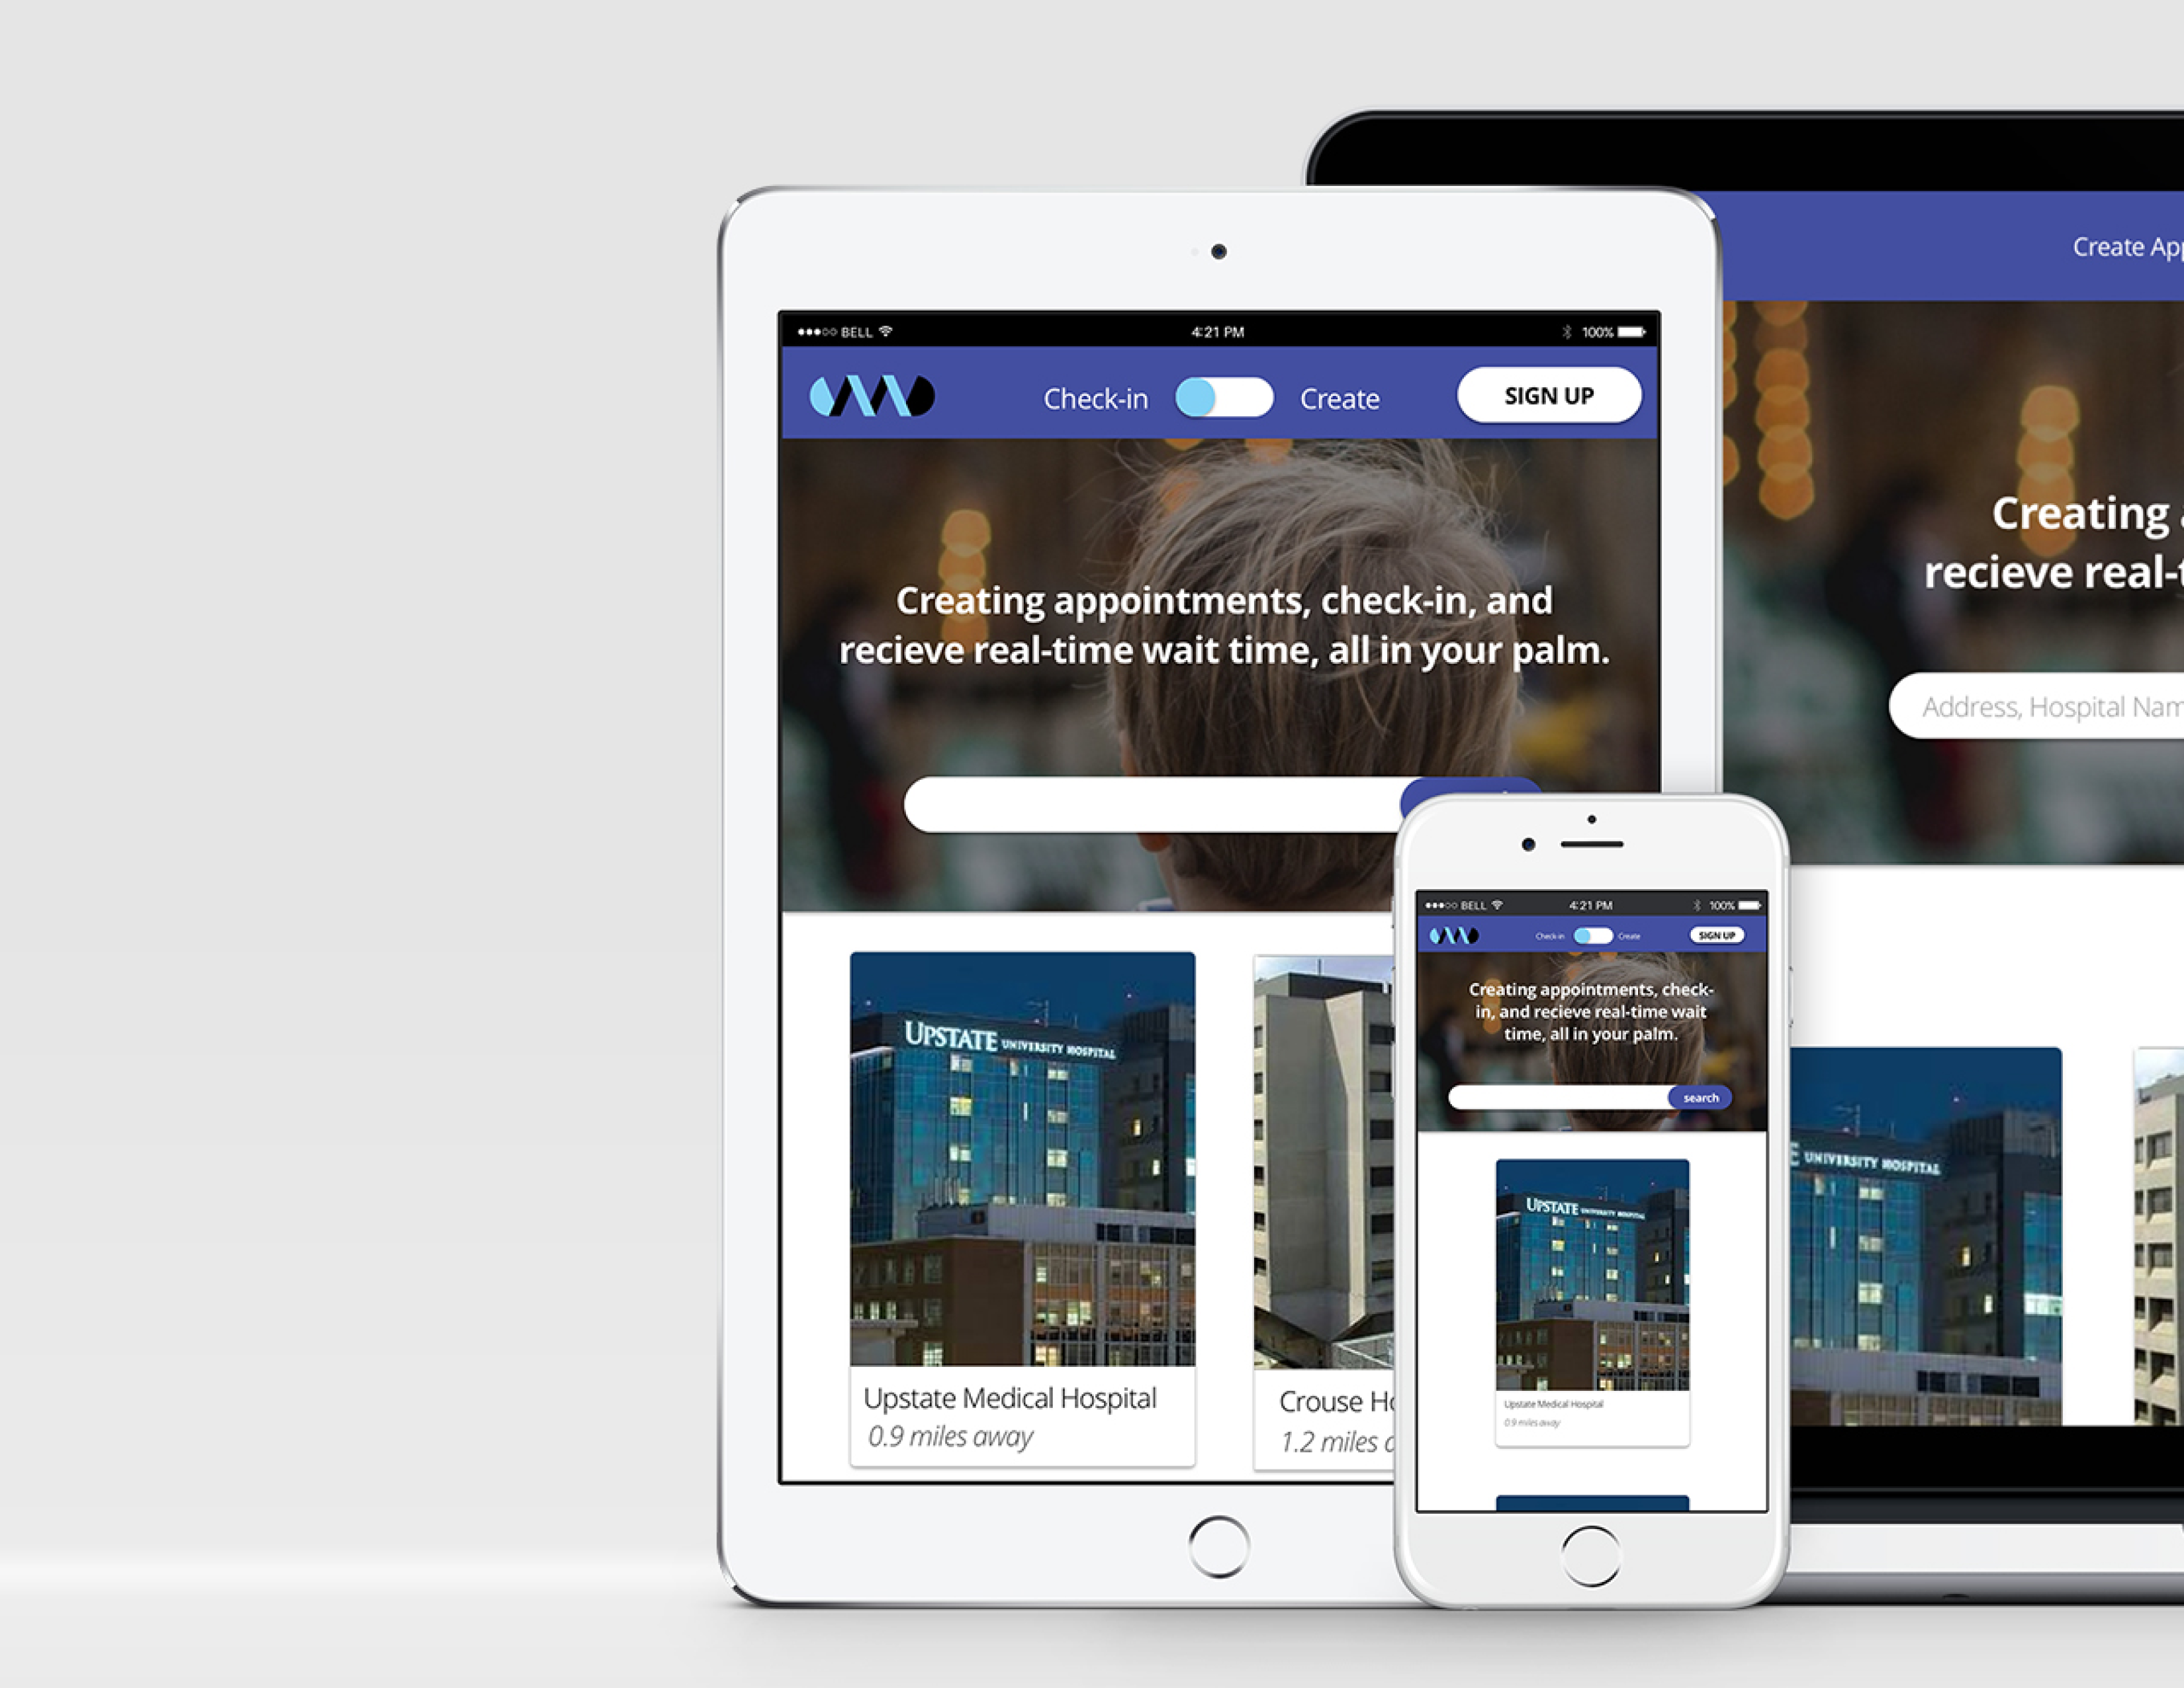 BELL
4:21 PM
100%
Check-in
Create
SIGN UP
Creating appointments, check-in, and
recieve real-time wait time, all in your palm.
UPSTATE UNIVERSITY HOSPITAL
Upstate Medical Hospital
0.9 miles away
Crouse
1.2 miles
Create
Creating
recieve real-
Address, Hospital
UNIVERSITY HOSPITAL
BELL
4:21 PM
100%
Check-in
Create
SIGN UP
Creating appointments, check-
in, and recieve real-time wait
time, all in your palm.
search
UPSTATE UNIVERSITY HOSPITAL
Upstate Medical Hospital
0.9 miles away